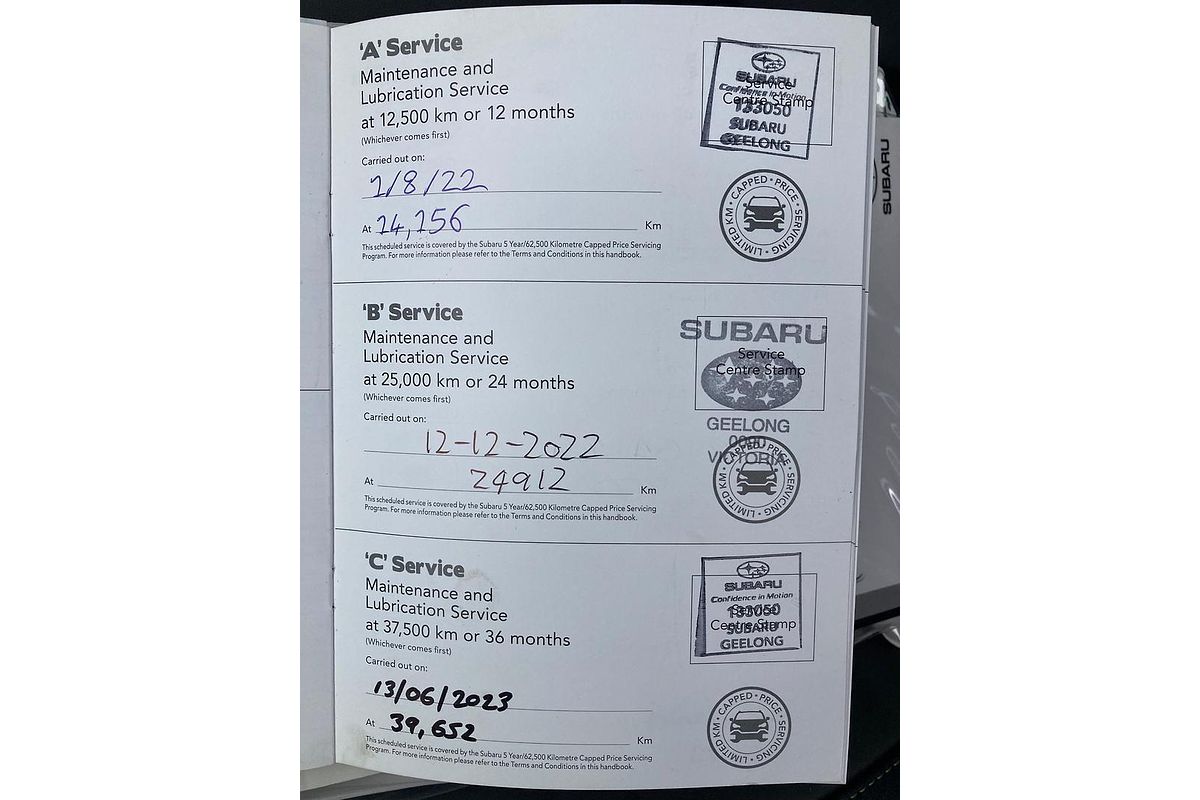 'A' Service
Maintenance and
Lubrication Service
at 12,500 km or 12 months
(Whichever comes first)
Carried out on:
1/8/22
At 14,156 Km
This scheduled service is covered by the Subaru 5 Year/62,500 Kilometre Capped Price Servicing
Program. For more information please refer to the Terms and Conditions in this handbook.
SUBARU
Confidence in Motion
Service
Centre Stamp
133050
SUBARU
GEELONG
CAPPED • PRICE • SERVICING • LIMITED KM •
SUBARU
'B' Service
Maintenance and
Lubrication Service
at 25,000 km or 24 months
(Whichever comes first)
Carried out on:
12-12-2022
At 24912 Km
This scheduled service is covered by the Subaru 5 Year/62,500 Kilometre Capped Price Servicing
Program. For more information please refer to the Terms and Conditions in this handbook.
SUBARU
Service
Centre Stamp
GEELONG
VICTORIA
CAPPED • PRICE • SERVICING • LIMITED KM •
'C' Service
Maintenance and
Lubrication Service
at 37,500 km or 36 months
(Whichever comes first)
Carried out on:
13/06/2023
At 39,652 Km
This scheduled service is covered by the Subaru 5 Year/62,500 Kilometre Capped Price Servicing
Program. For more information please refer to the Terms and Conditions in this handbook.
SUBARU
Confidence in Motion
133050
Service
Centre Stamp
SUBARU
GEELONG
CAPPED • PRICE • SERVICING • LIMITED KM •